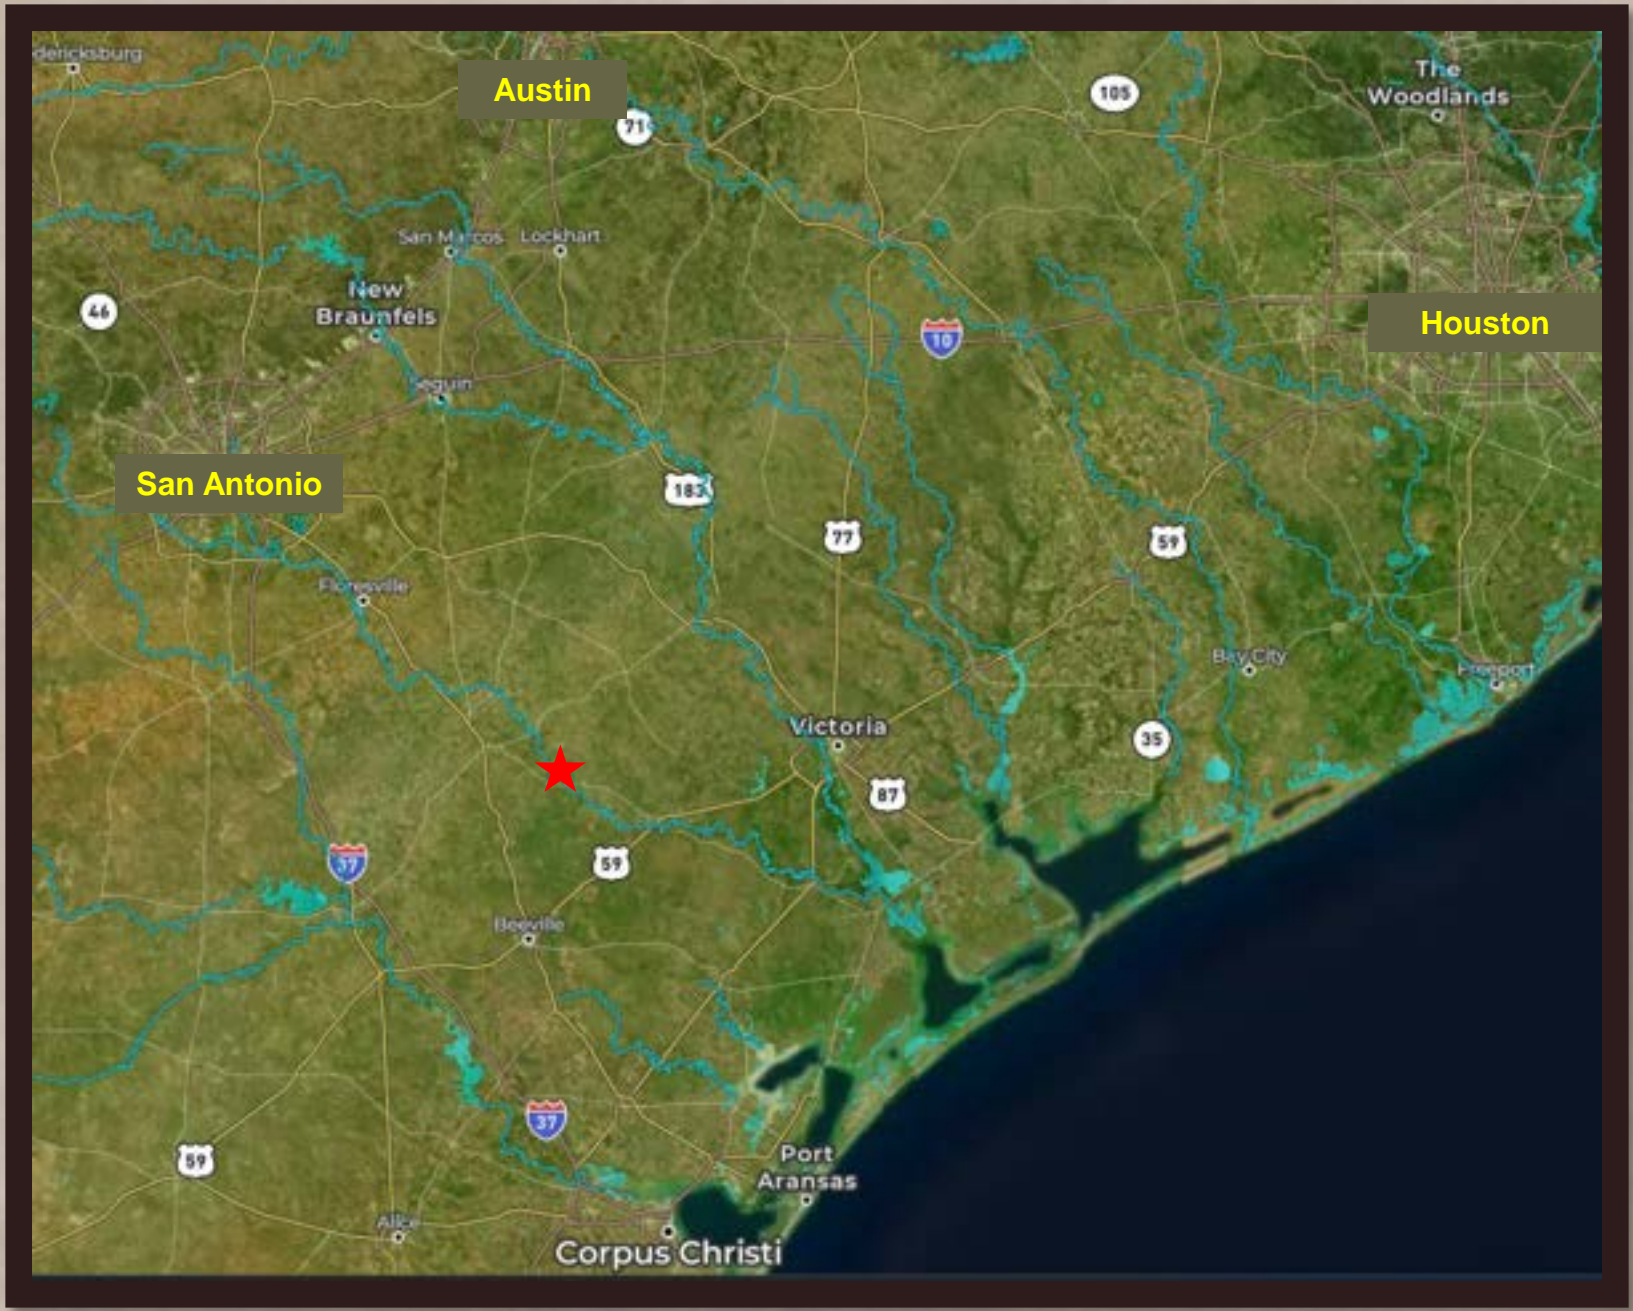 dericksburg
Austin
71
105
The
Woodlands
San Marcos
Lockhart
46
New
Braunfels
10
Houston
Seguin
San Antonio
183
77
59
Floresville
Bay City
Freeport
Victoria
35
87
37
59
Beeville
37
59
Port
Aransas
Alice
Corpus Christi